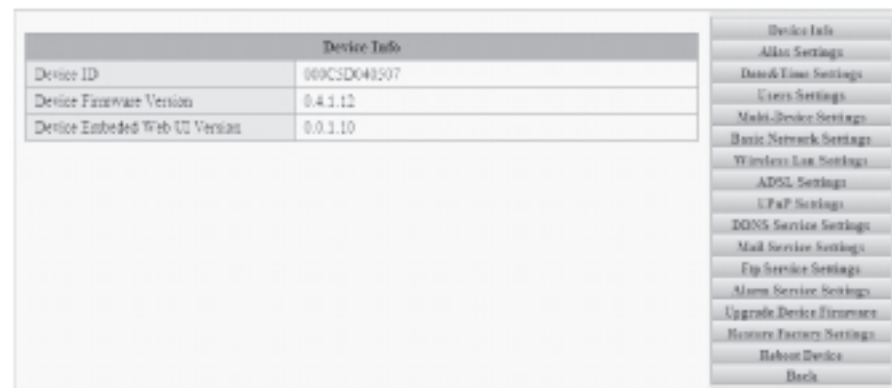 Device Info
Device ID 000C5D040507
Device Firmware Version 0.4.1.12
Device Embeded Web UI Version 0.0.1.10
Device Info
Alias Settings
Date&Time Settings
Users Settings
Multi-Device Settings
Basic Network Settings
Wireless Lan Settings
ADSL Settings
UPnP Settings
DDNS Service Settings
Mail Service Settings
Ftp Service Settings
Alarm Service Settings
Upgrade Device Firmware
Restore Factory Settings
Reboot Device
Back